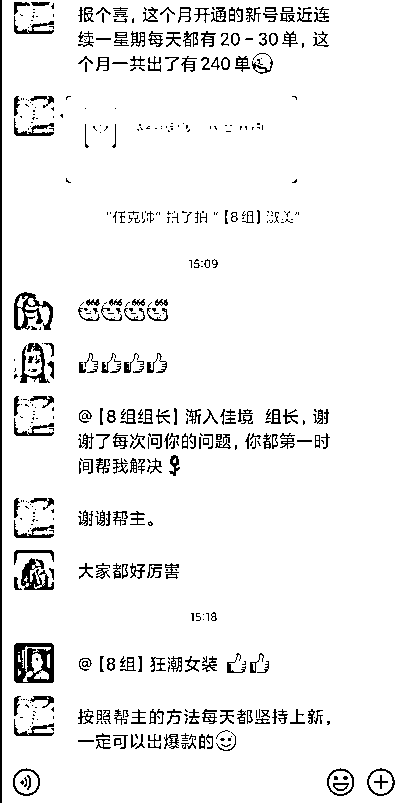 报个喜，这个月开通的新号最近连
续一星期每天都有20-30单，这
个月一共出了有240单
"任克帅" 拍了拍 "【8组】淑美"
15:09
@【8组组长】渐入佳境 组长，谢
谢了每次问你的问题，你都第一时
间帮我解决
谢谢帮主。
大家都好厉害
15:18
@【8组】狂潮女装
按照帮主的方法每天都坚持上新，
一定可以出爆款的